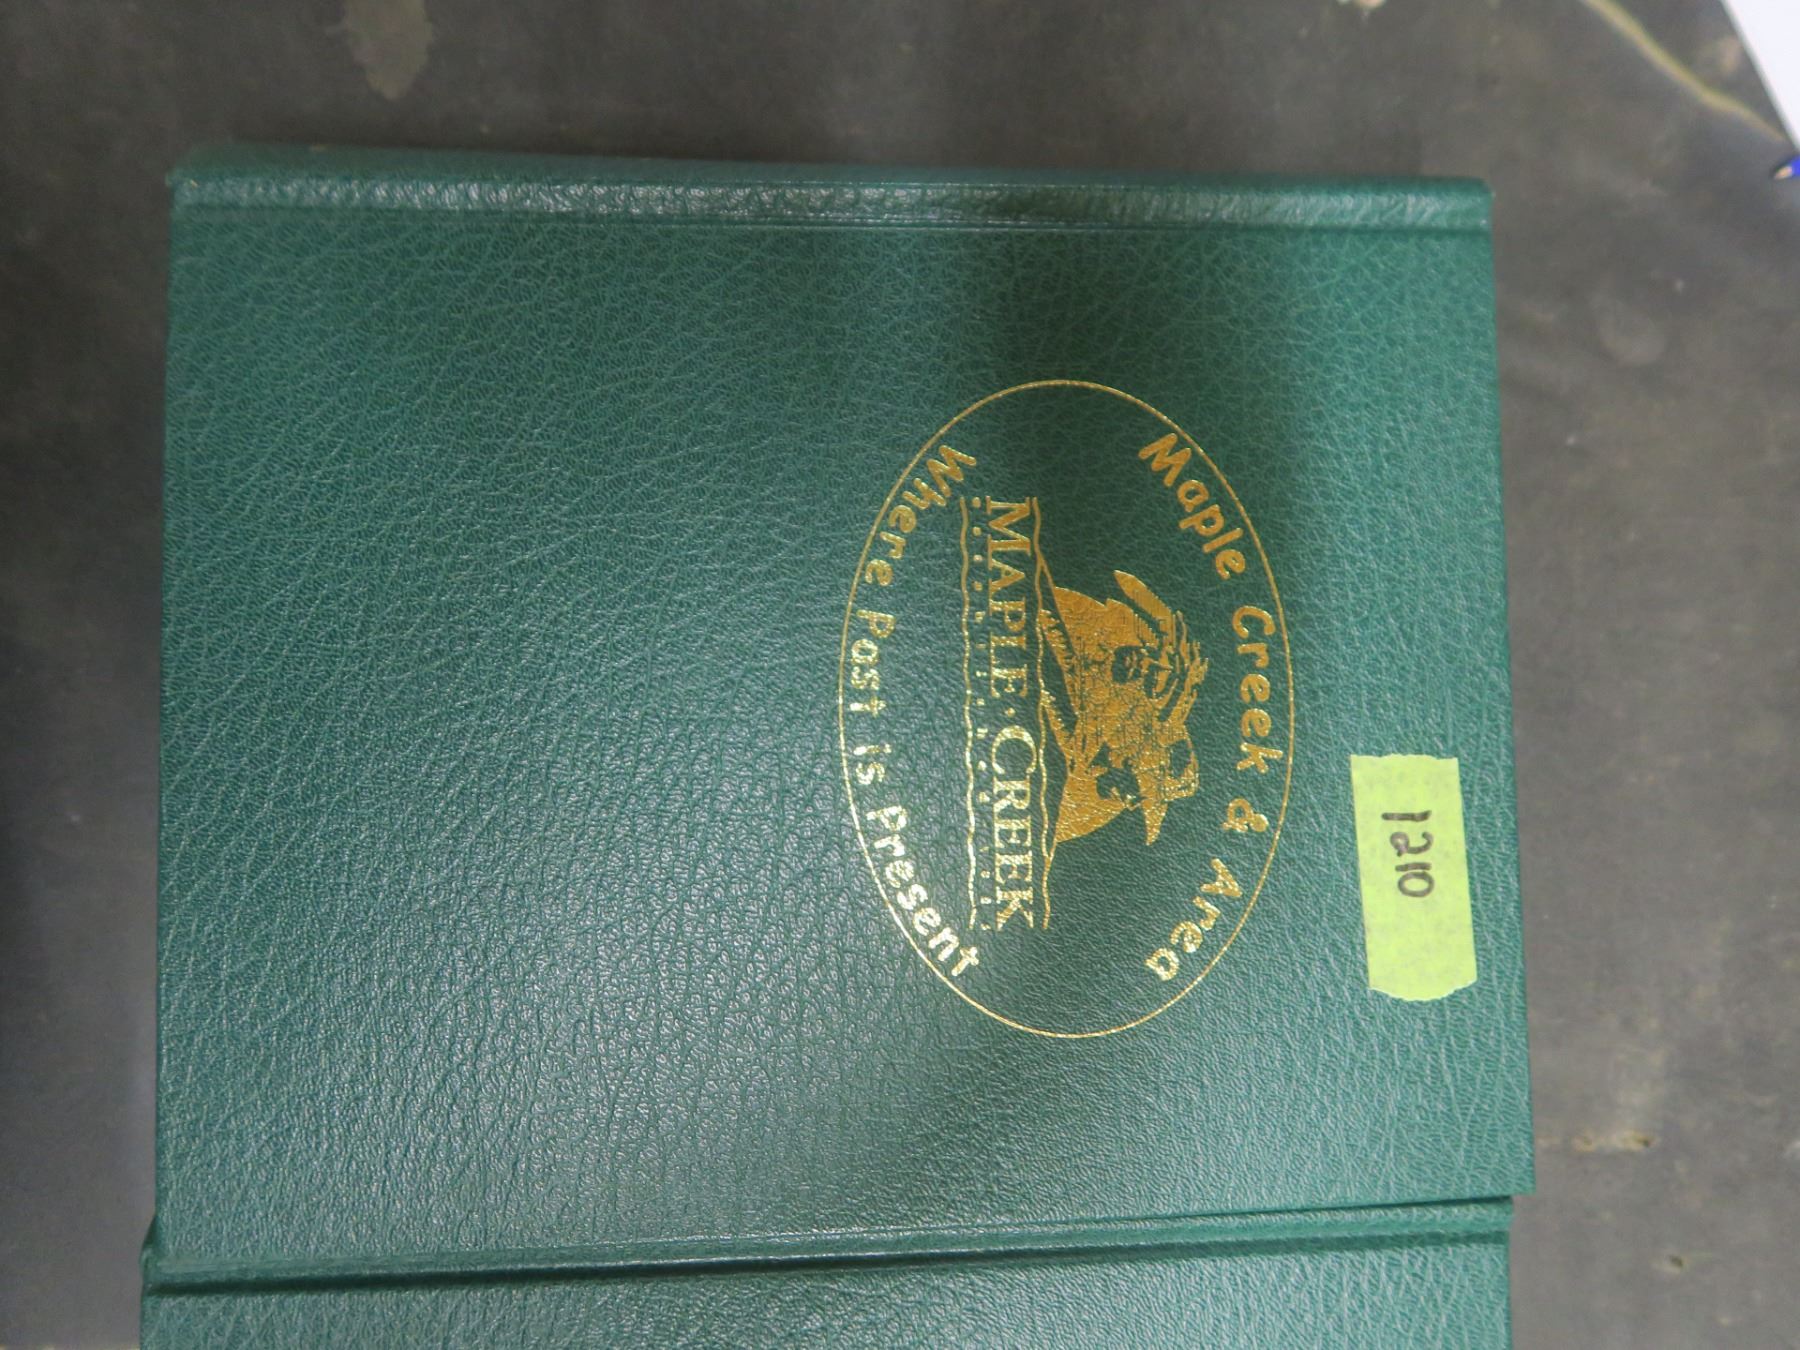 1210
Maple Creek & Area
MAPLE·CREEK
Where Past is Present